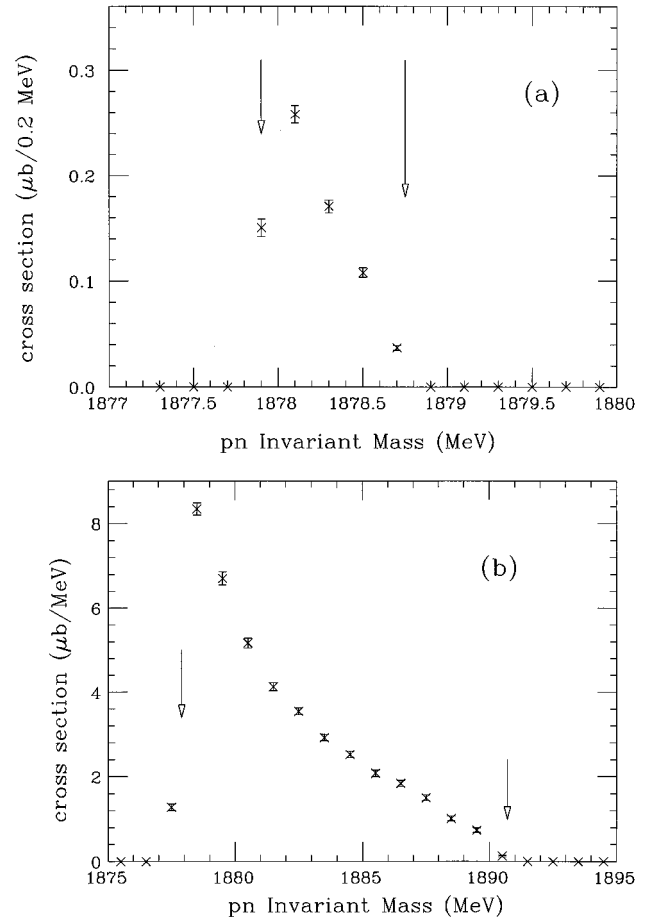 (a)
cross section (μb/0.2 MeV)
0.3
0.2
0.1
0.0
1877 1877.5 1878 1878.5 1879 1879.5 1880
pn Invariant Mass (MeV)
(b)
cross section (μb/MeV)
8
6
4
2
0
1875 1880 1885 1890 1895
pn Invariant Mass (MeV)